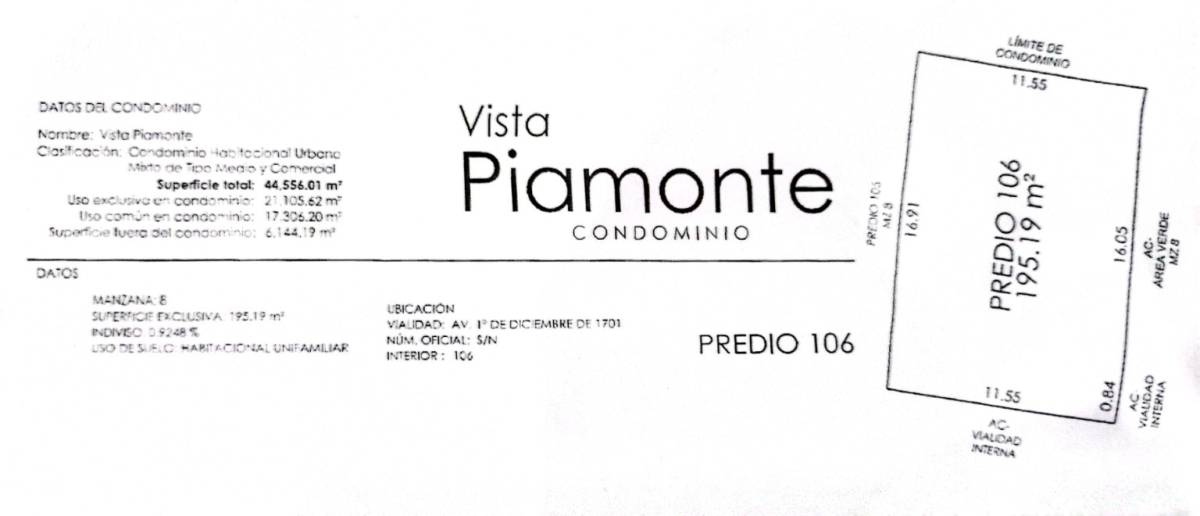 DATOS DEL CONDOMINIO
Nombre: Vista Piamonte
Clasificación: Condominio Habitacional Urbano
Mixto de Tipo Medio y Comercial
Superficie total: 44,556.01 m²
Uso exclusivo en condominio: 21,105.62 m²
Uso común en condominio: 17,306.20 m²
Superficie fuera del condominio: 6,144.19 m²
Vista
Piamonte
CONDOMINIO
DATOS
MANZANA: 8
SUPERFICIE EXCLUSIVA: 195.19 m²
INDIVISO: 0.9248 %
USO DE SUELO: HABITACIONAL UNIFAMILIAR
UBICACIÓN
VIALIDAD: AV. 1º DE DICIEMBRE DE 1701
NÚM. OFICIAL: S/N
INTERIOR : 106
PREDIO 106
LÍMITE DE
CONDOMINIO
11.55
PREDIO 105
MZ 8
16.91
PREDIO 106
195.19 m²
16.05
AC-
AREA VERDE
MZ 8
0.84
AC-
VIALIDAD
INTERNA
11.55
AC-
VIALIDAD
INTERNA